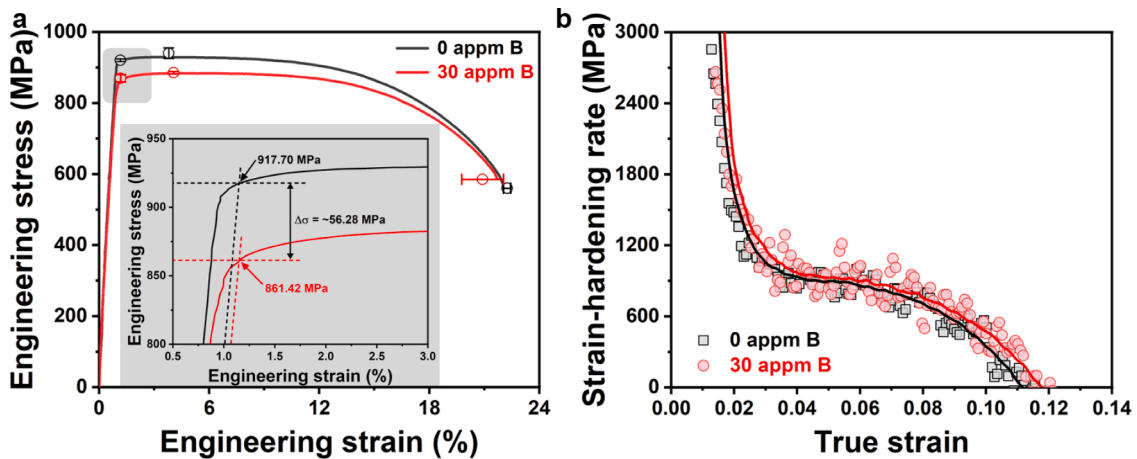 a
1000
800
600
400
200
0
Engineering stress (MPa)
0 appm B
30 appm B
950
900
850
800
Engineering stress (MPa)
917.70 MPa
Δσ = ~56.28 MPa
861.42 MPa
0.5 1.0 1.5 2.0 2.5 3.0
Engineering strain (%)
0 6 12 18 24
Engineering strain (%)
b
3000
2400
1800
1200
600
0
Strain-hardening rate (MPa)
0 appm B
30 appm B
0.00 0.02 0.04 0.06 0.08 0.10 0.12 0.14
True strain